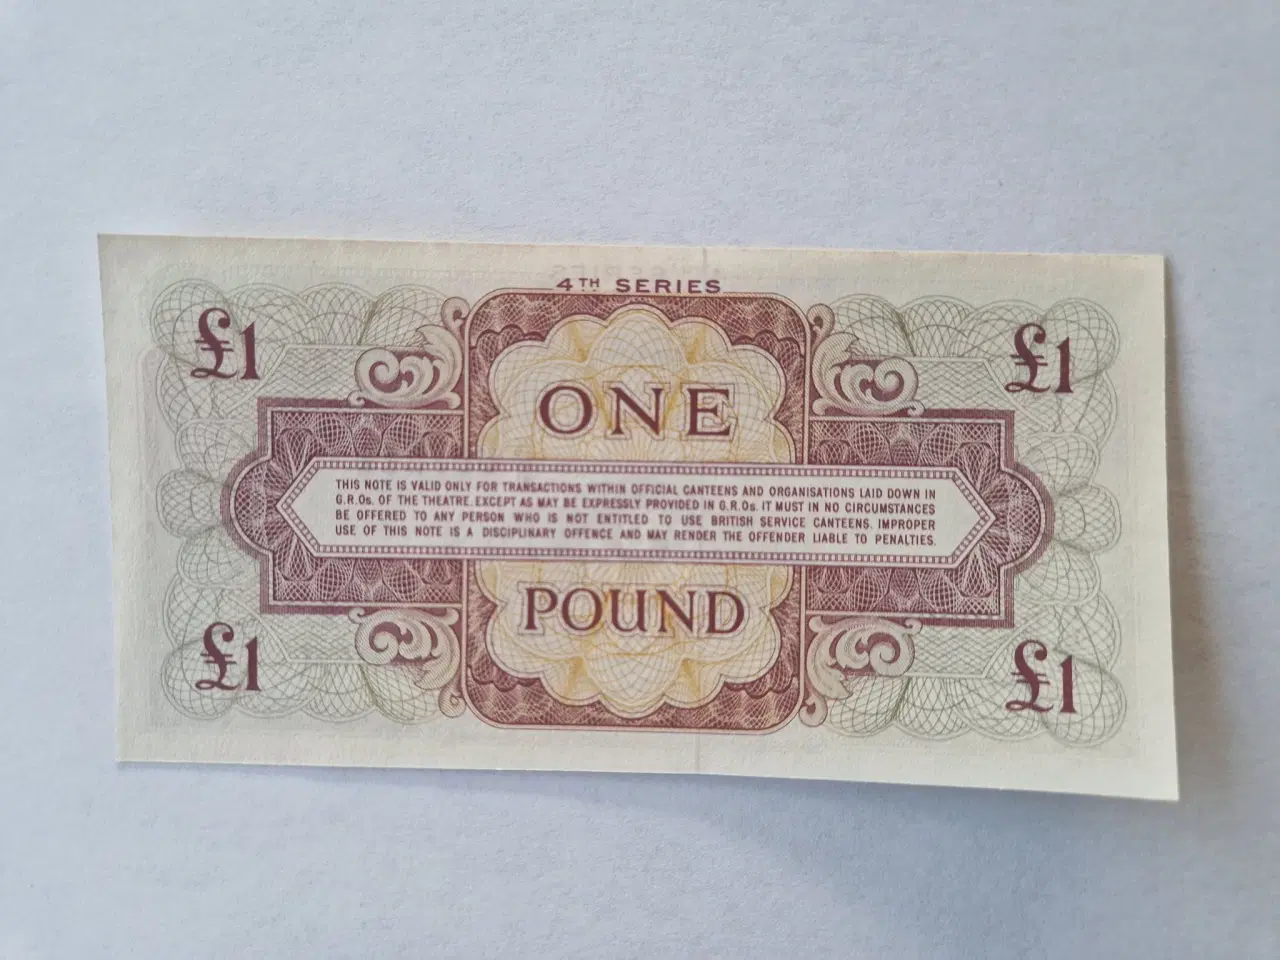 4TH SERIES
£1 £1
ONE
THIS NOTE IS VALID ONLY FOR TRANSACTIONS WITHIN OFFICIAL CANTEENS AND ORGANISATIONS LAID DOWN IN
G.R.Os. OF THE THEATRE. EXCEPT AS MAY BE EXPRESSLY PROVIDED IN G.R.Os. IT MUST IN NO CIRCUMSTANCES
BE OFFERED TO ANY PERSON WHO IS NOT ENTITLED TO USE BRITISH SERVICE CANTEENS. IMPROPER
USE OF THIS NOTE IS A DISCIPLINARY OFFENCE AND MAY RENDER THE OFFENDER LIABLE TO PENALTIES.
POUND
£1 £1